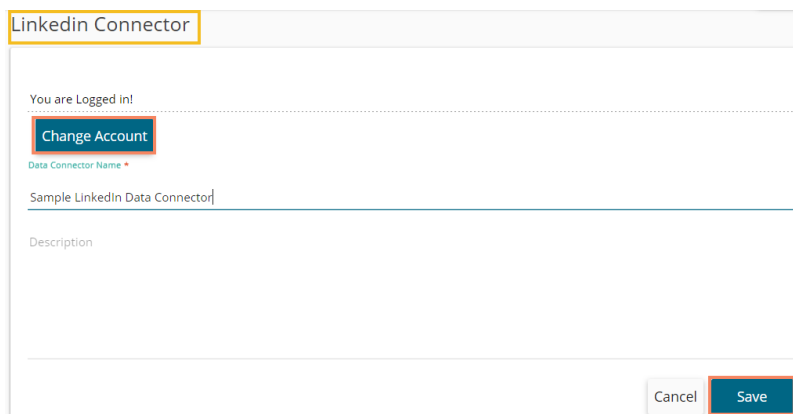 Linkedin Connector
You are Logged in!
Change Account
Data Connector Name *
Sample LinkedIn Data Connector
Description
Cancel
Save